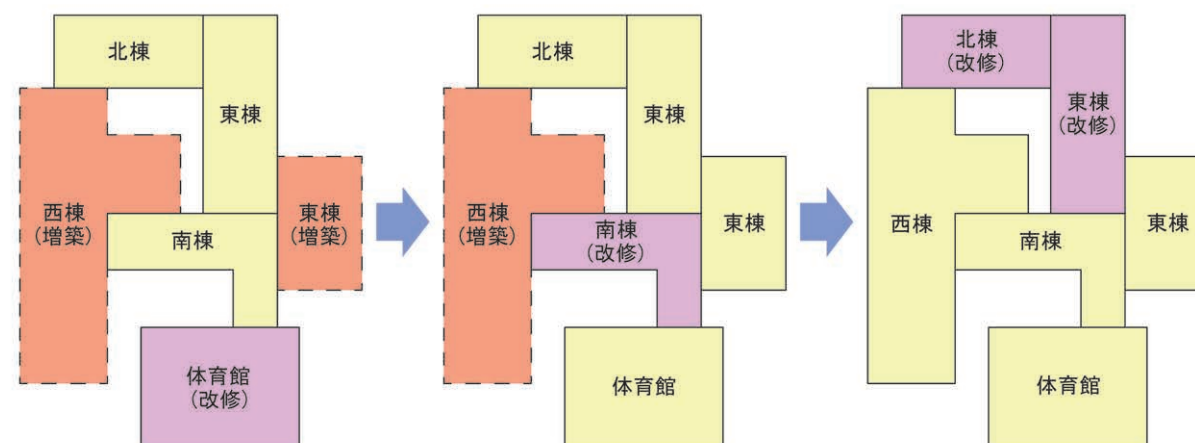 北棟
東棟
西棟
(増築)
東棟
(増築)
南棟
体育館
(改修)
北棟
東棟
西棟
(増築)
南棟
(改修)
東棟
体育館
北棟
(改修)
東棟
(改修)
西棟
東棟
南棟
体育館